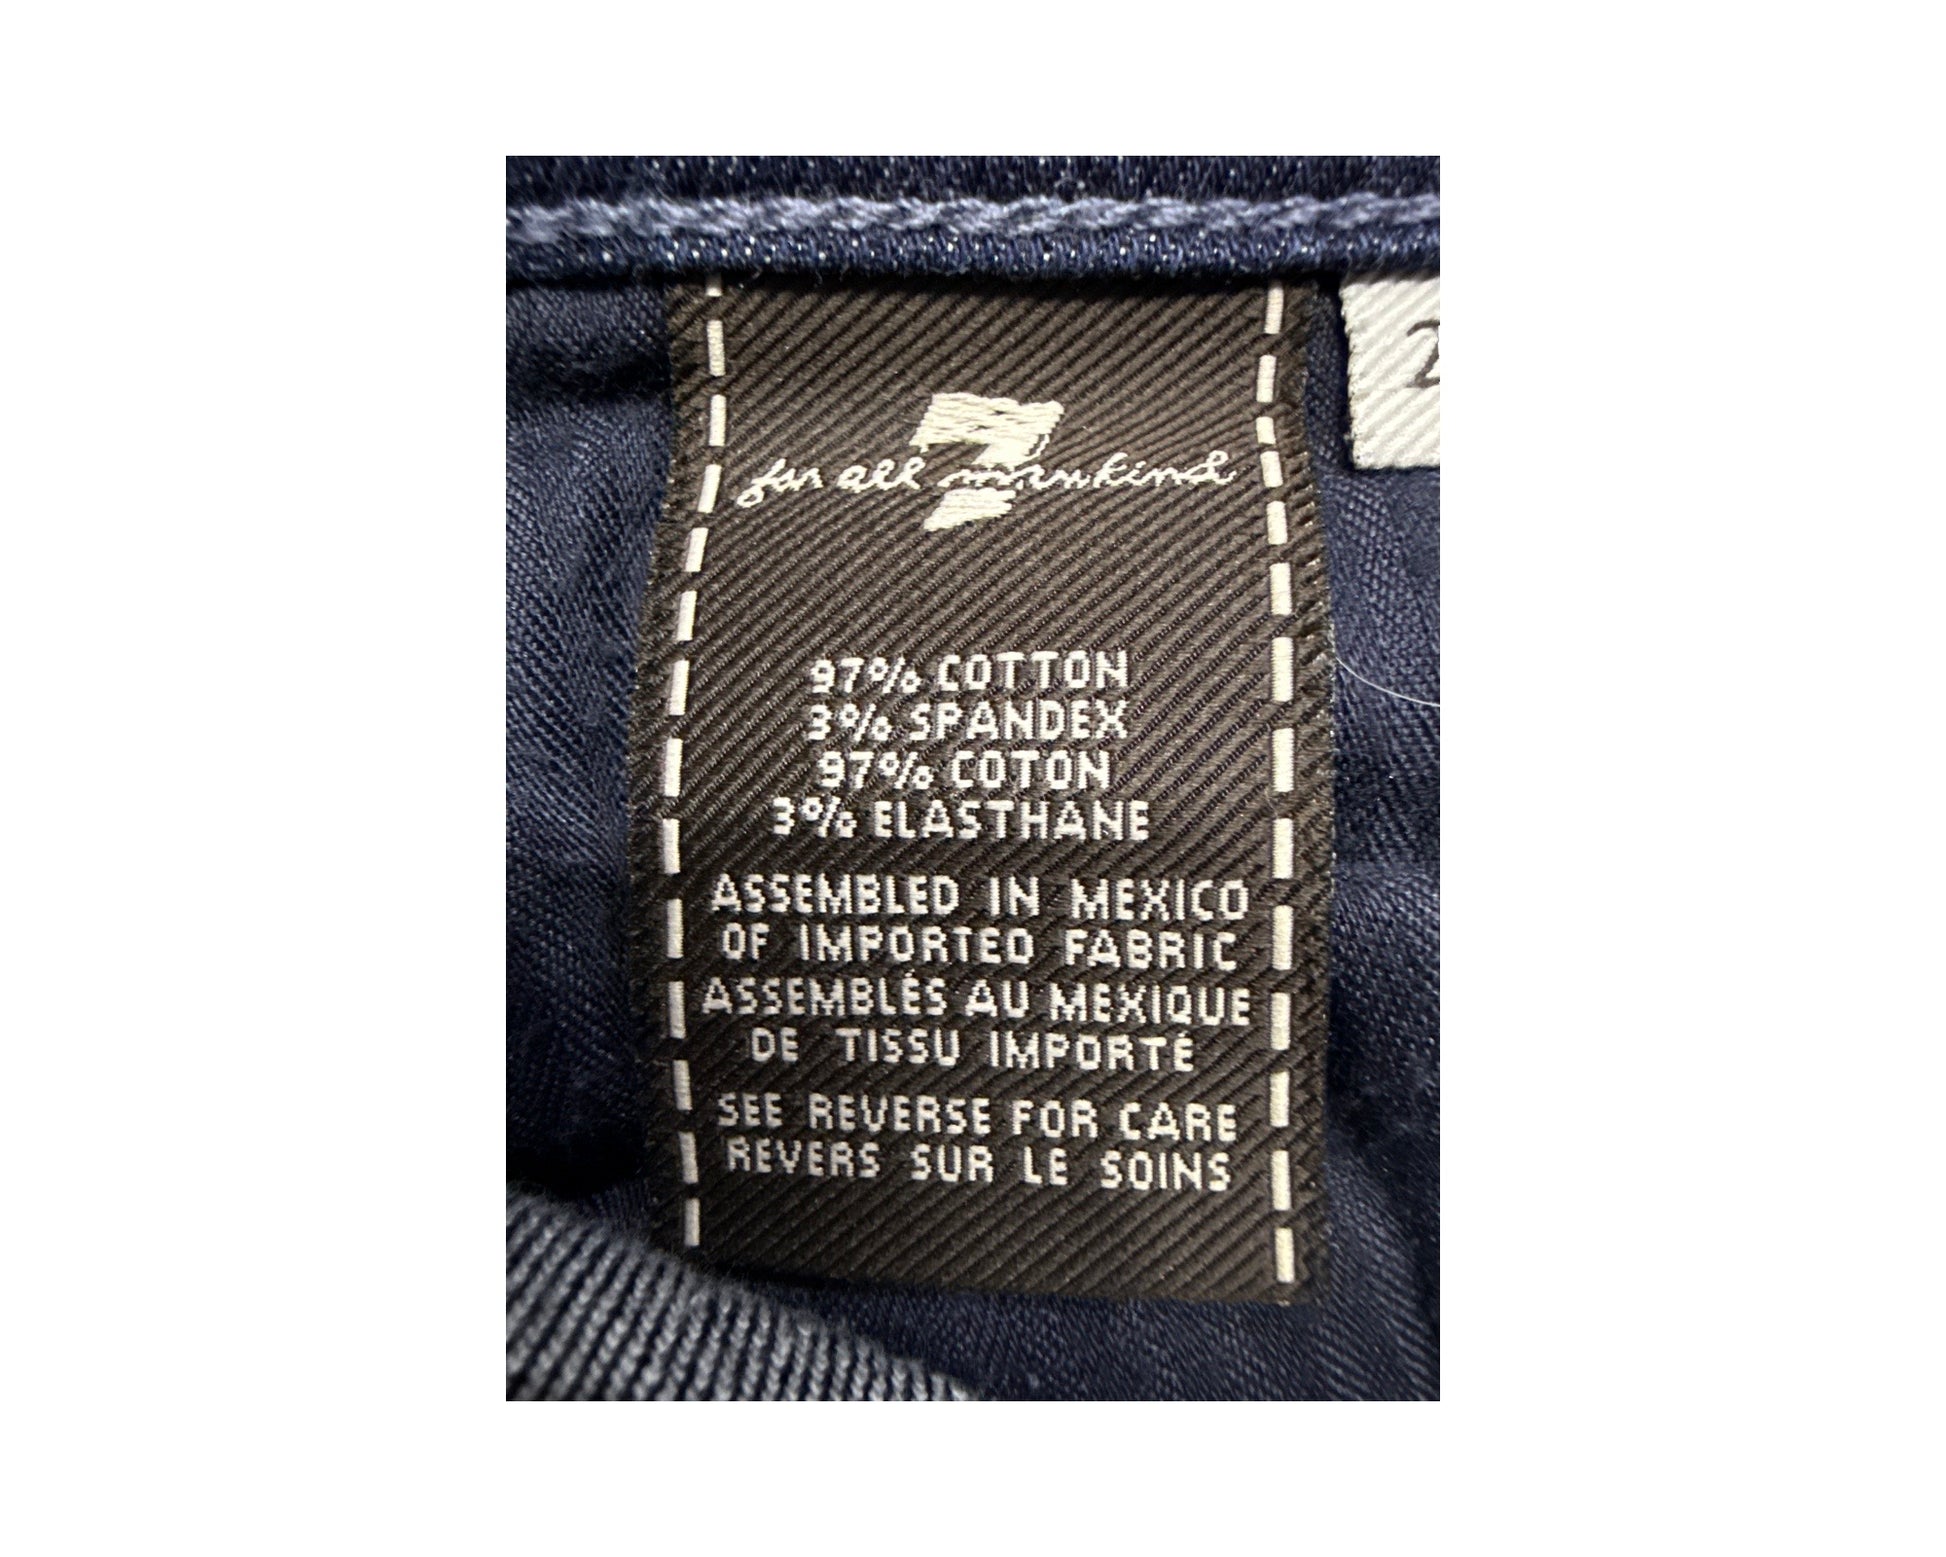 7
for all mankind
97% COTTON
3% SPANDEX
97% COTON
3% ELASTHANE
ASSEMBLED IN MEXICO
OF IMPORTED FABRIC
ASSEMBLÉS AU MEXIQUE
DE TISSU IMPORTÉ
SEE REVERSE FOR CARE
REVERS SUR LE SOINS